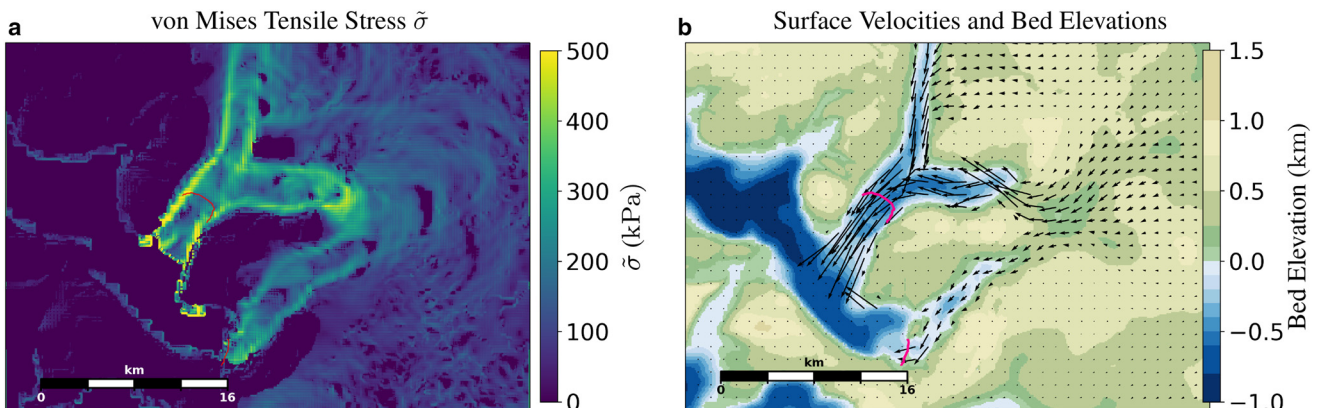 a
von Mises Tensile Stress σ̃
500
400
300
200
100
0
σ̃ (kPa)
km
0
16
b
Surface Velocities and Bed Elevations
1.5
1.0
0.5
0.0
−0.5
−1.0
Bed Elevation (km)
km
0
16